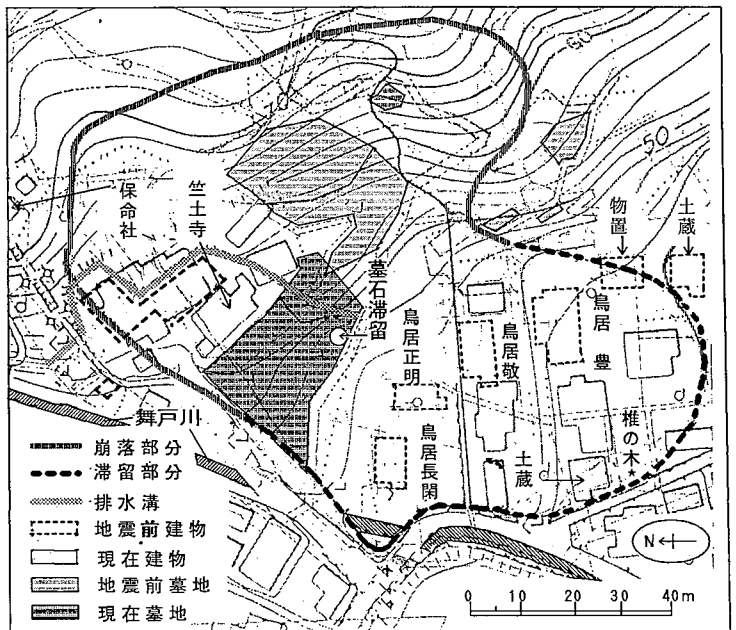 70
50
50
保命社
竺土寺
墓石滞留
鳥居正明
鳥居敬
鳥居 豊
物置
土蔵
鳥居長閑
土蔵
椎の木
舞戸川
崩落部分
滞留部分
排水溝
地震前建物
現在建物
地震前墓地
現在墓地
N
0 10 20 30 40m